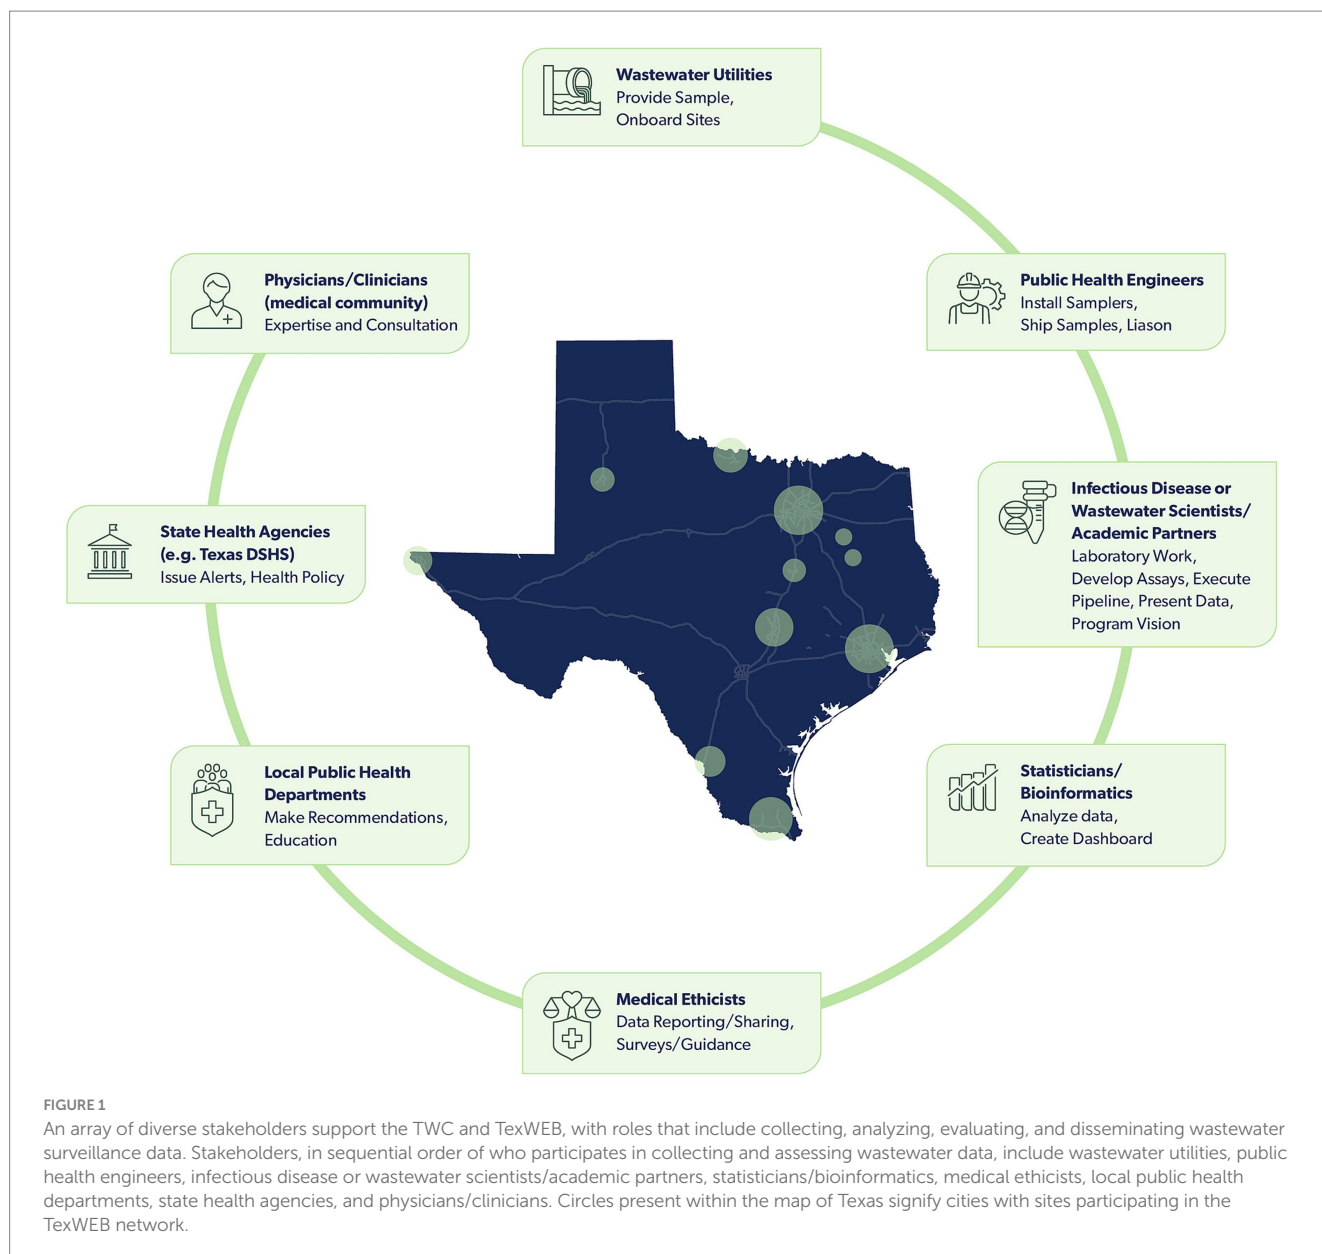 Wastewater Utilities
Provide Sample,
Onboard Sites
Public Health Engineers
Install Samplers,
Ship Samples, Liason
Infectious Disease or
Wastewater Scientists/
Academic Partners
Laboratory Work,
Develop Assays, Execute
Pipeline, Present Data,
Program Vision
Statisticians/
Bioinformatics
Analyze data,
Create Dashboard
Medical Ethicists
Data Reporting/Sharing,
Surveys/Guidance
Local Public Health
Departments
Make Recommendations,
Education
State Health Agencies
(e.g. Texas DSHS)
Issue Alerts, Health Policy
Physicians/Clinicians
(medical community)
Expertise and Consultation
FIGURE 1
An array of diverse stakeholders support the TWC and TexWEB, with roles that include collecting, analyzing, evaluating, and disseminating wastewater
surveillance data. Stakeholders, in sequential order of who participates in collecting and assessing wastewater data, include wastewater utilities, public
health engineers, infectious disease or wastewater scientists/academic partners, statisticians/bioinformatics, medical ethicists, local public health
departments, state health agencies, and physicians/clinicians. Circles present within the map of Texas signify cities with sites participating in the
TexWEB network.